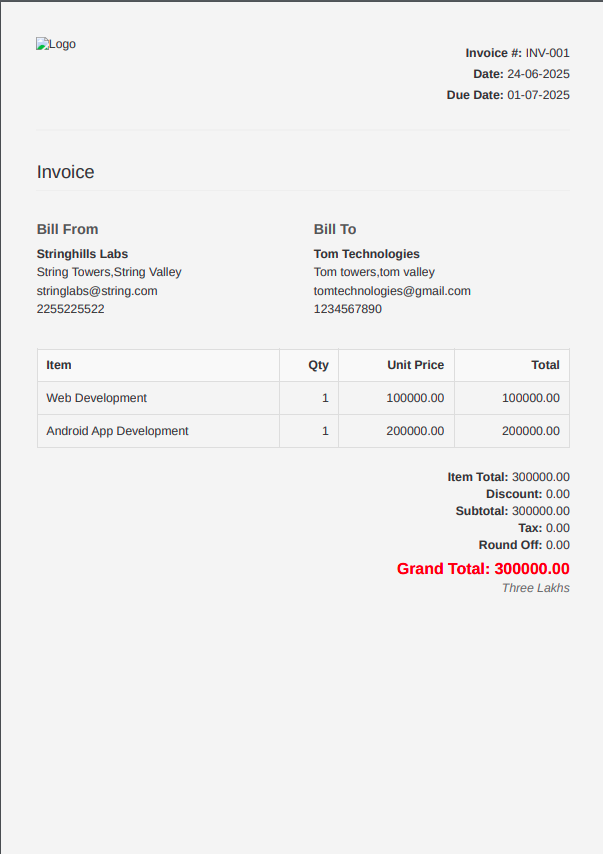 Logo
Invoice #: INV-001
Date: 24-06-2025
Due Date: 01-07-2025
Invoice
Bill From
Stringhills Labs
String Towers,String Valley
stringlabs@string.com
2255225522
Bill To
Tom Technologies
Tom towers,tom valley
tomtechnologies@gmail.com
1234567890
Item Qty Unit Price Total
Web Development 1 100000.00 100000.00
Android App Development 1 200000.00 200000.00
Item Total: 300000.00
Discount: 0.00
Subtotal: 300000.00
Tax: 0.00
Round Off: 0.00
Grand Total: 300000.00
Three Lakhs